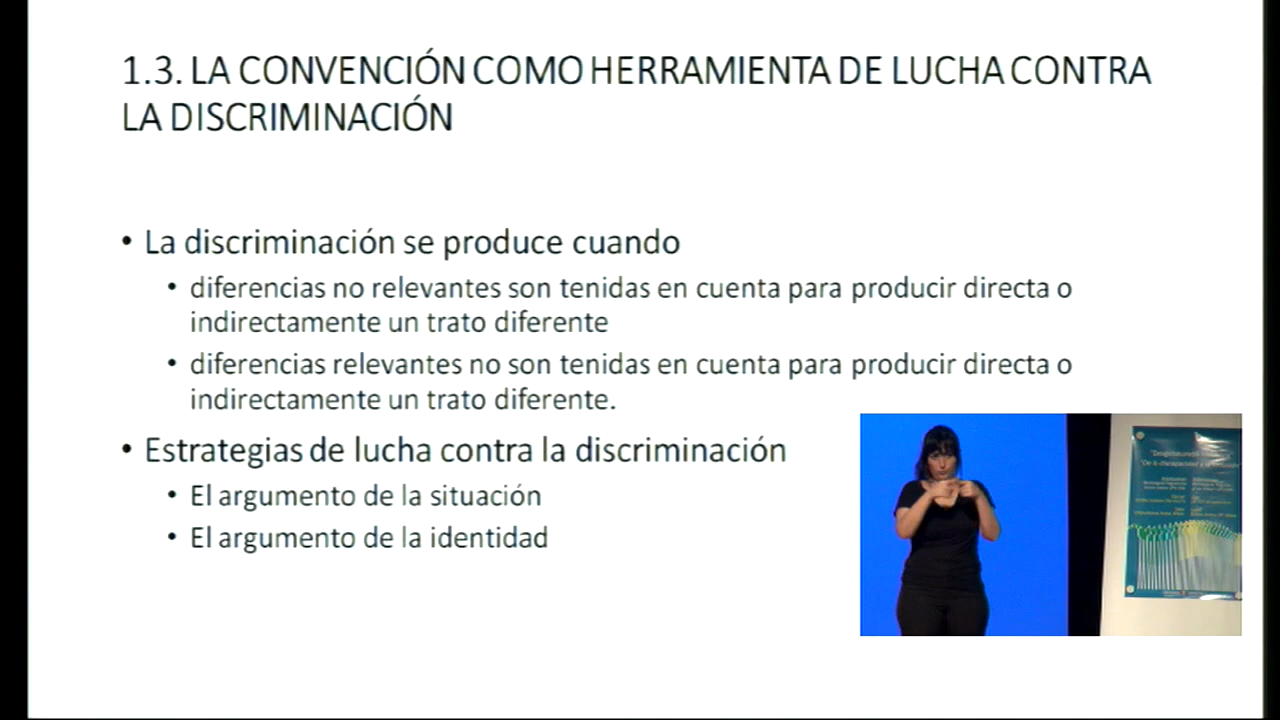 1.3. LA CONVENCIÓN COMO HERRAMIENTA DE LUCHA CONTRA
LA DISCRIMINACIÓN
• La discriminación se produce cuando
• diferencias no relevantes son tenidas en cuenta para producir directa o
indirectamente un trato diferente
• diferencias relevantes no son tenidas en cuenta para producir directa o
indirectamente un trato diferente.
• Estrategias de lucha contra la discriminación
• El argumento de la situación
• El argumento de la identidad